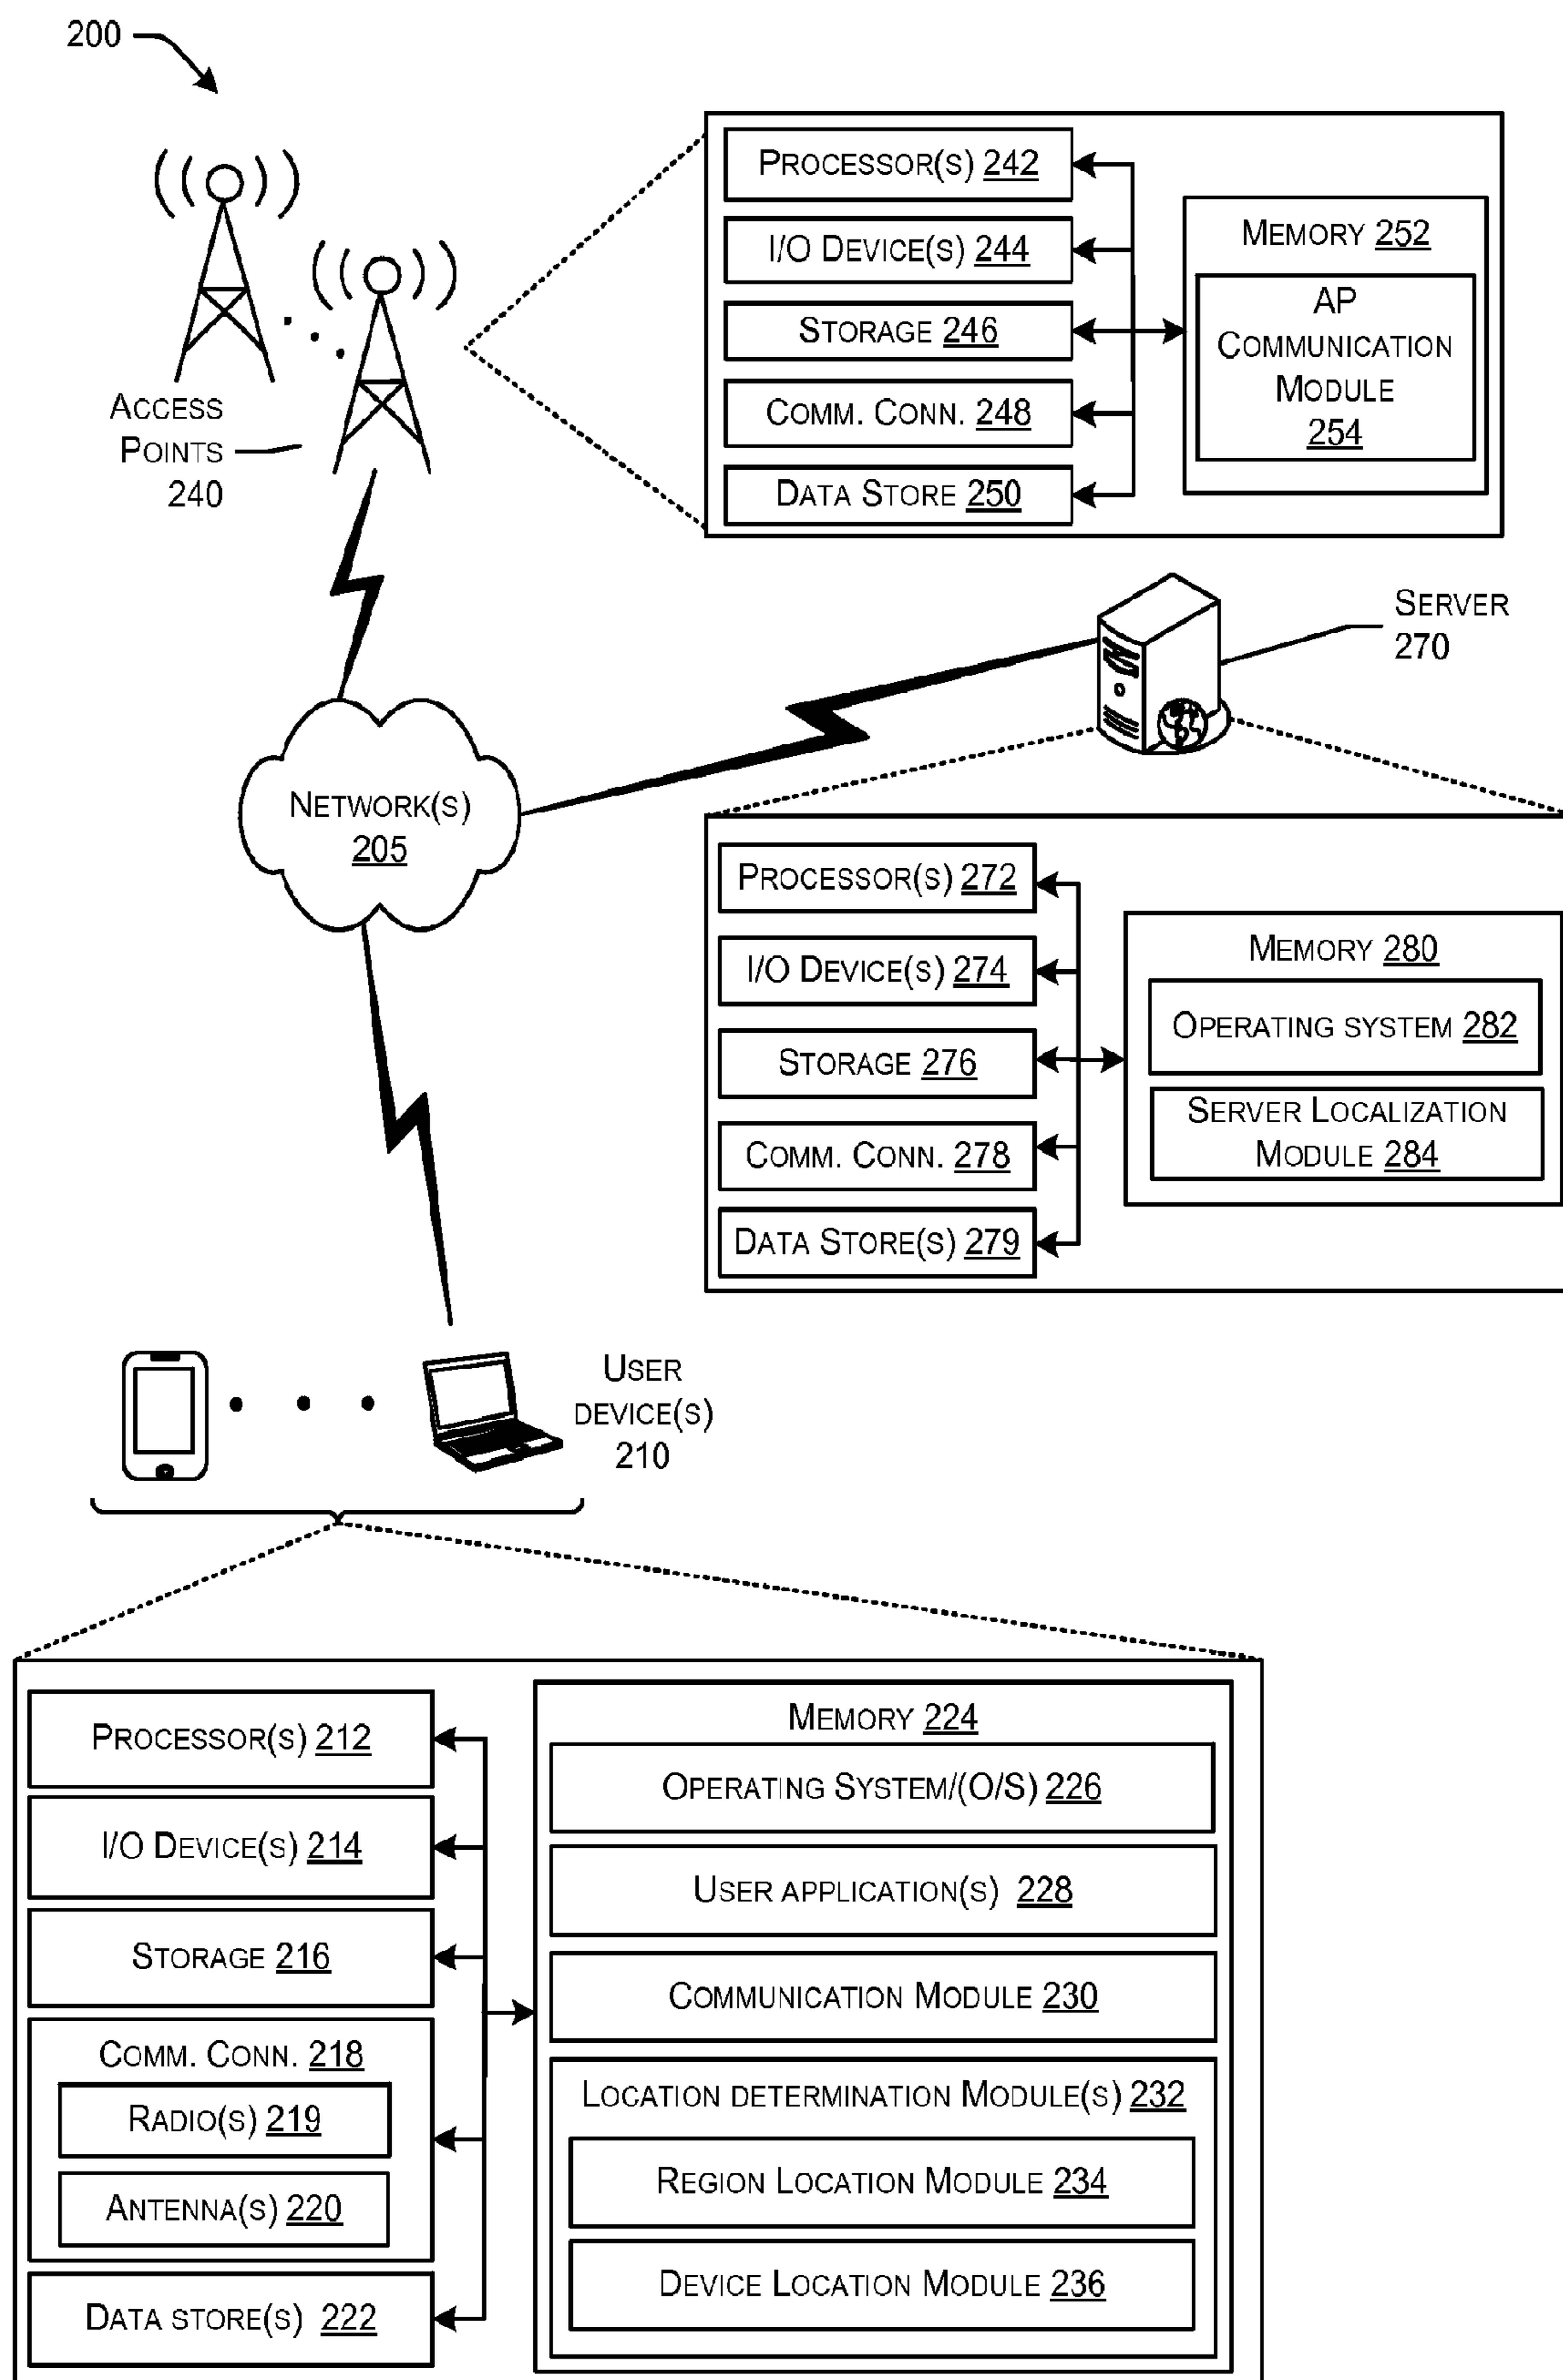 200
PROCESSOR(S) 242
I/O DEVICE(S) 244
STORAGE 246
COMM. CONN. 248
DATA STORE 250
MEMORY 252
AP
COMMUNICATION
MODULE
254
ACCESS
POINTS
240
SERVER
270
NETWORK(S)
205
PROCESSOR(S) 272
I/O DEVICE(S) 274
STORAGE 276
COMM. CONN. 278
DATA STORE(S) 279
MEMORY 280
OPERATING SYSTEM 282
SERVER LOCALIZATION
MODULE 284
USER
DEVICE(S)
210
PROCESSOR(S) 212
I/O DEVICE(S) 214
STORAGE 216
COMM. CONN. 218
RADIO(S) 219
ANTENNA(S) 220
DATA STORE(S) 222
MEMORY 224
OPERATING SYSTEM/(O/S) 226
USER APPLICATION(S) 228
COMMUNICATION MODULE 230
LOCATION DETERMINATION MODULE(S) 232
REGION LOCATION MODULE 234
DEVICE LOCATION MODULE 236